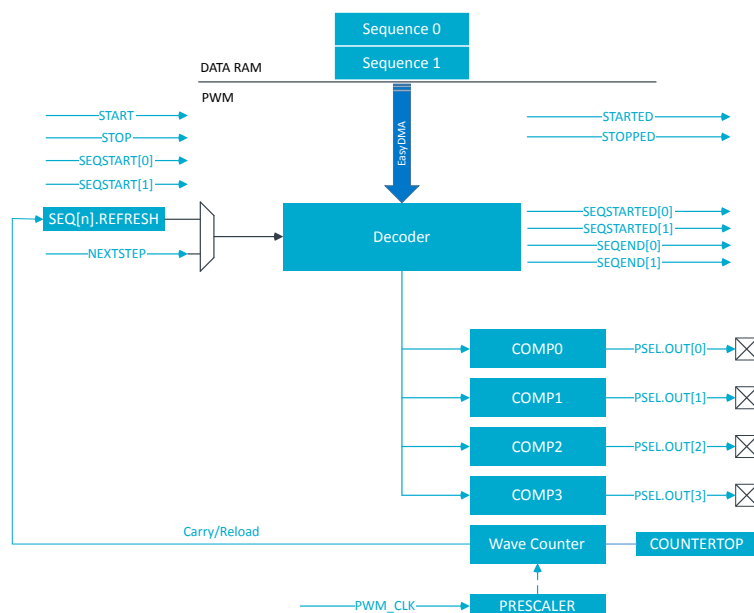 Sequence 0
Sequence 1
DATA RAM
PWM
START
STOP
SEQSTART[0]
SEQSTART[1]
EasyDMA
STARTED
STOPPED
SEQ[n].REFRESH
NEXTSTEP
Decoder
SEQSTARTED[0]
SEQSTARTED[1]
SEQEND[0]
SEQEND[1]
COMP0
PSEL.OUT[0]
COMP1
PSEL.OUT[1]
COMP2
PSEL.OUT[2]
COMP3
PSEL.OUT[3]
Carry/Reload
Wave Counter
COUNTERTOP
PWM_CLK
PRESCALER